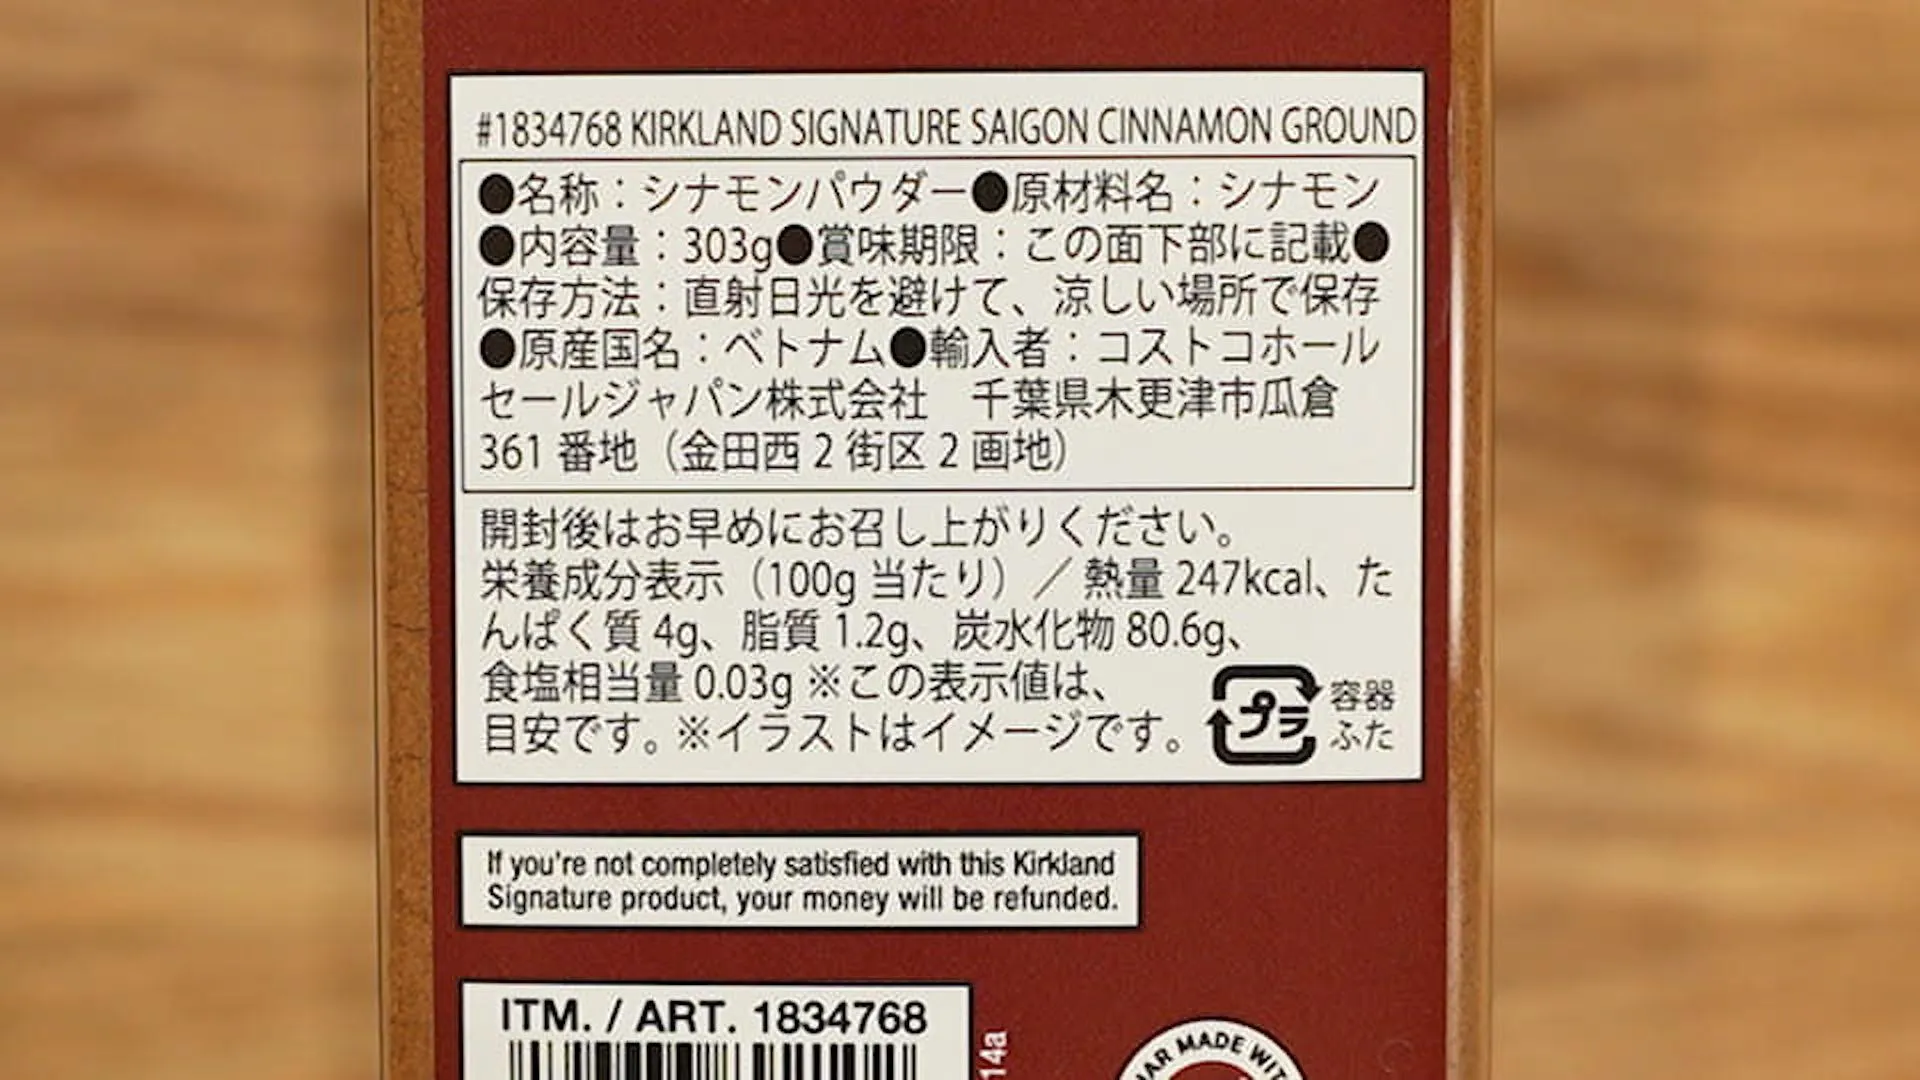 #1834768 KIRKLAND SIGNATURE SAIGON CINNAMON GROUND
●名称：シナモンパウダー●原材料名：シナモン
●内容量：303g●賞味期限：この面下部に記載●
保存方法：直射日光を避けて、涼しい場所で保存
●原産国名：ベトナム●輸入者：コストコホール
セールジャパン株式会社　千葉県木更津市瓜倉
361 番地（金田西 2 街区 2 画地）
開封後はお早めにお召し上がりください。
栄養成分表示（100g 当たり）／熱量 247kcal、た
んぱく質 4g、脂質 1.2g、炭水化物 80.6g、
食塩相当量 0.03g ※この表示値は、
目安です。※イラストはイメージです。
プラ
容器
ふた
If you're not completely satisfied with this Kirkland
Signature product, your money will be refunded.
ITM. / ART. 1834768
14a
MADE